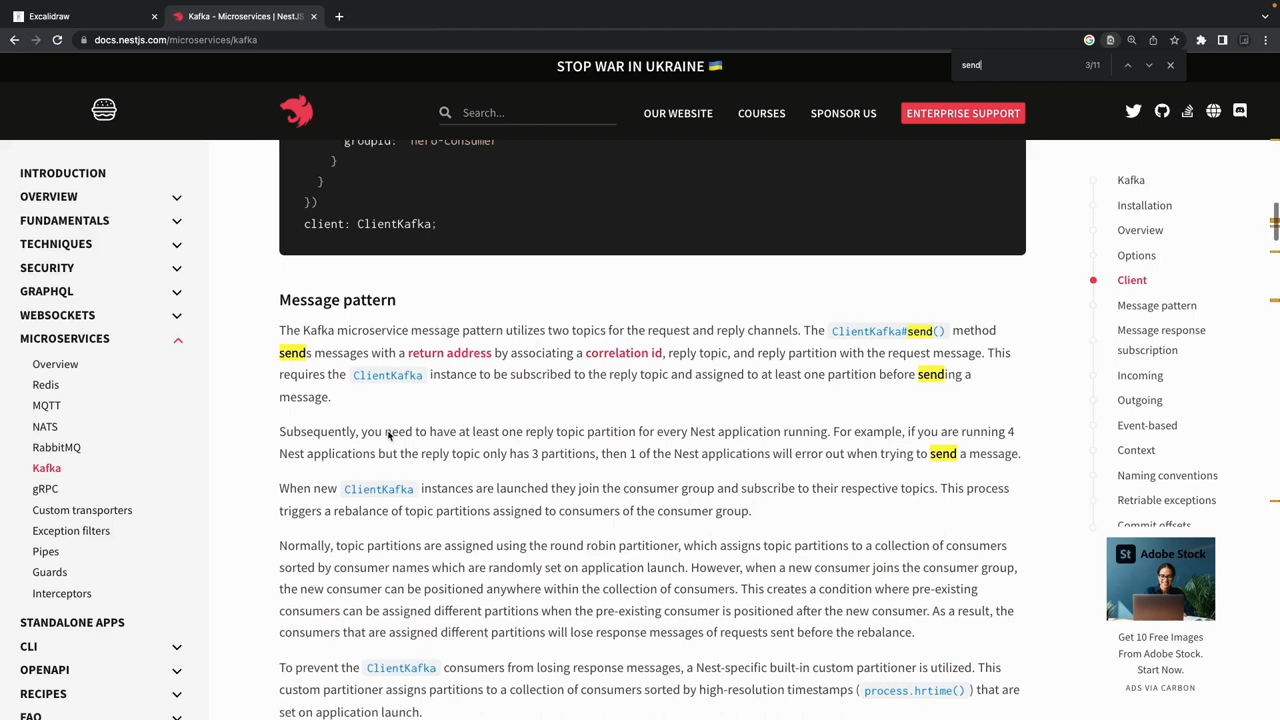 Excalidraw
Kafka - Microservices | NestJS
docs.nestjs.com/microservices/kafka
send
3/11
STOP WAR IN UKRAINE 🇺🇦
Search...
OUR WEBSITE
COURSES
SPONSOR US
ENTERPRISE SUPPORT
INTRODUCTION
OVERVIEW
FUNDAMENTALS
TECHNIQUES
SECURITY
GRAPHQL
WEBSOCKETS
MICROSERVICES
Overview
Redis
MQTT
NATS
RabbitMQ
Kafka
gRPC
Custom transporters
Exception filters
Pipes
Guards
Interceptors
STANDALONE APPS
CLI
OPENAPI
RECIPES
FAQ
groupId: 'hero-consumer'
}
}
})
client: ClientKafka;
Message pattern
The Kafka microservice message pattern utilizes two topics for the request and reply channels. The ClientKafka#send() method
sends messages with a return address by associating a correlation id, reply topic, and reply partition with the request message. This
requires the ClientKafka instance to be subscribed to the reply topic and assigned to at least one partition before sending a
message.
Subsequently, you need to have at least one reply topic partition for every Nest application running. For example, if you are running 4
Nest applications but the reply topic only has 3 partitions, then 1 of the Nest applications will error out when trying to send a message.
When new ClientKafka instances are launched they join the consumer group and subscribe to their respective topics. This process
triggers a rebalance of topic partitions assigned to consumers of the consumer group.
Normally, topic partitions are assigned using the round robin partitioner, which assigns topic partitions to a collection of consumers
sorted by consumer names which are randomly set on application launch. However, when a new consumer joins the consumer group,
the new consumer can be positioned anywhere within the collection of consumers. This creates a condition where pre-existing
consumers can be assigned different partitions when the pre-existing consumer is positioned after the new consumer. As a result, the
consumers that are assigned different partitions will lose response messages of requests sent before the rebalance.
To prevent the ClientKafka consumers from losing response messages, a Nest-specific built-in custom partitioner is utilized. This
custom partitioner assigns partitions to a collection of consumers sorted by high-resolution timestamps ( process.hrtime() ) that are
set on application launch.
Kafka
Installation
Overview
Options
Client
Message pattern
Message response
subscription
Incoming
Outgoing
Event-based
Context
Naming conventions
Retriable exceptions
Commit offsets
St Adobe Stock
Get 10 Free Images
From Adobe Stock.
Start Now.
ADS VIA CARBON